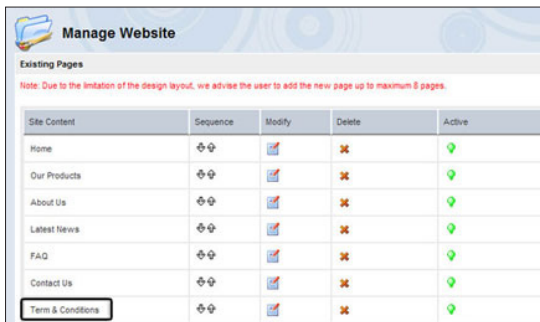 Manage Website
Existing Pages
Note: Due to the limitation of the design layout, we advise the user to add the new page up to maximum 8 pages.
Site Content Sequence Modify Delete Active
Home
Our Products
About Us
Latest News
FAQ
Contact Us
Term & Conditions